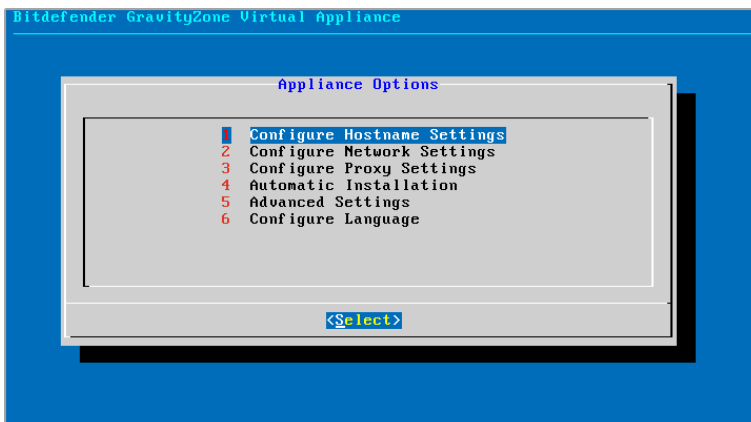 Bitdefender GravityZone Virtual Appliance
Appliance Options
1 Configure Hostname Settings
2 Configure Network Settings
3 Configure Proxy Settings
4 Automatic Installation
5 Advanced Settings
6 Configure Language
<Select>